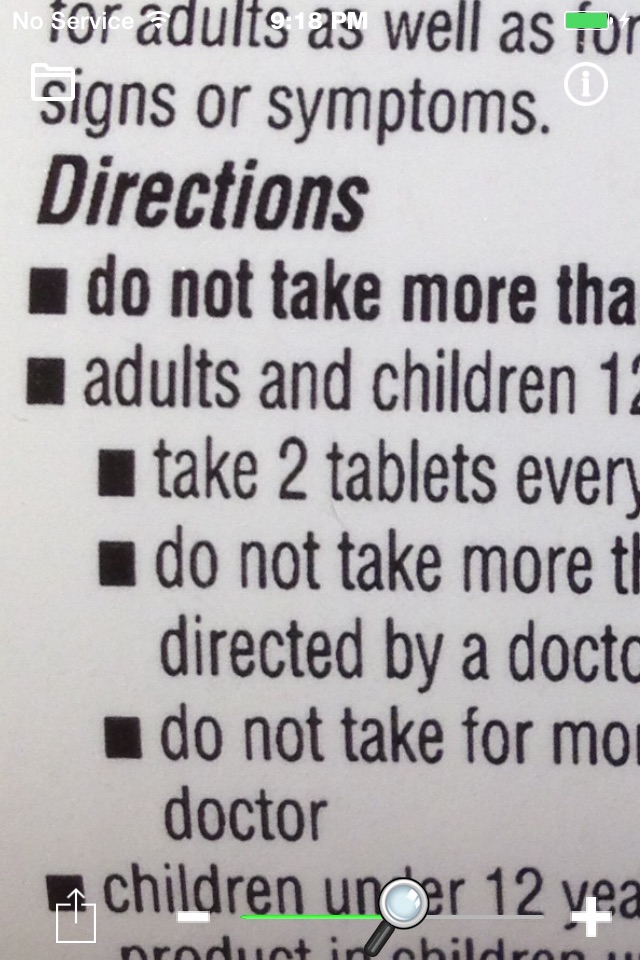 No Service 9:18 PM
for adults as well as for
signs or symptoms.
Directions
■ do not take more tha
■ adults and children 12
■ take 2 tablets every
■ do not take more th
directed by a docto
■ do not take for mor
doctor
■ children under 12 yea
product in children u